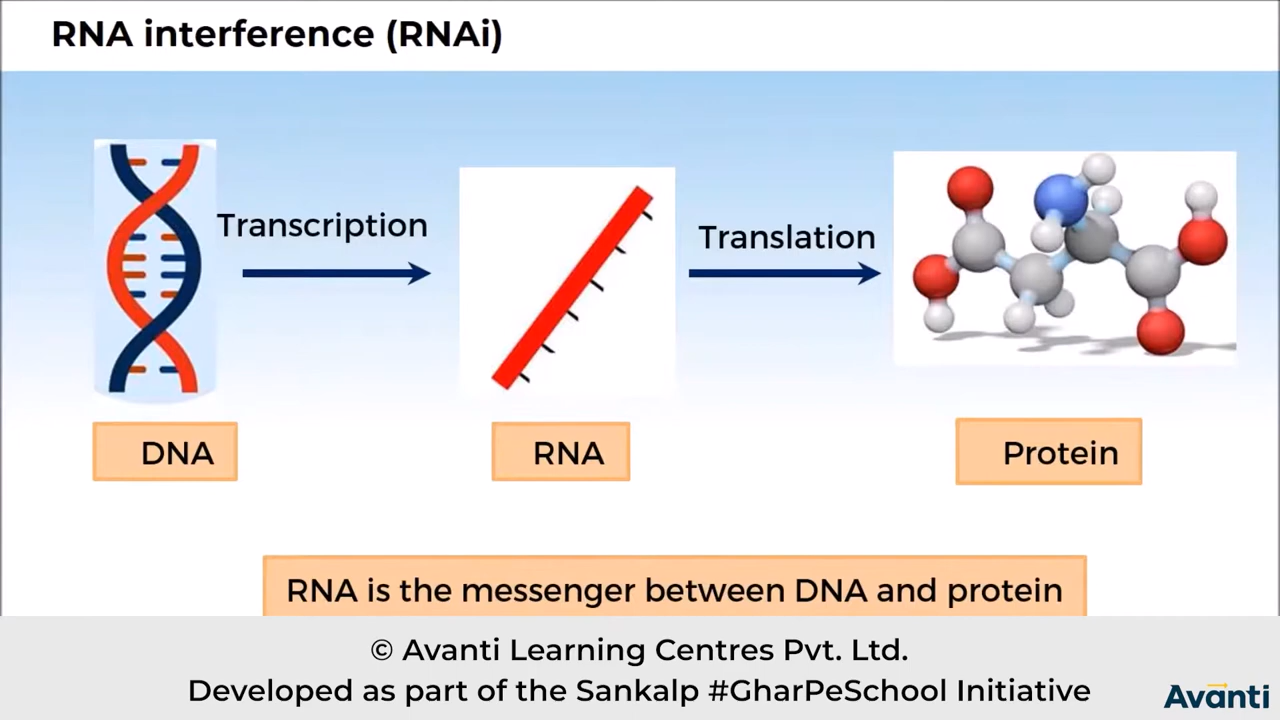 RNA interference (RNAi)
Transcription
Translation
DNA
RNA
Protein
RNA is the messenger between DNA and protein
© Avanti Learning Centres Pvt. Ltd.
Developed as part of the Sankalp #GharPeSchool Initiative
Avanti